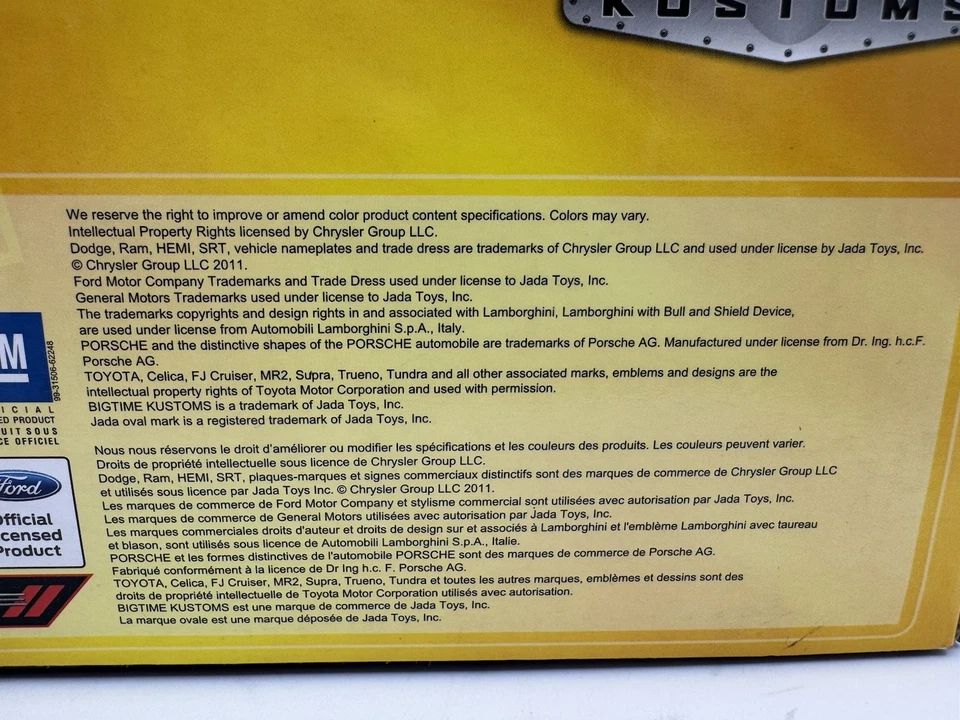 KUSTOMS
We reserve the right to improve or amend color product content specifications. Colors may vary.
Intellectual Property Rights licensed by Chrysler Group LLC.
Dodge, Ram, HEMI, SRT, vehicle nameplates and trade dress are trademarks of Chrysler Group LLC and used under license by Jada Toys, Inc.
© Chrysler Group LLC 2011.
Ford Motor Company Trademarks and Trade Dress used under license to Jada Toys, Inc.
General Motors Trademarks used under license to Jada Toys, Inc.
The trademarks copyrights and design rights in and associated with Lamborghini, Lamborghini with Bull and Shield Device,
are used under license from Automobili Lamborghini S.p.A., Italy.
PORSCHE and the distinctive shapes of the PORSCHE automobile are trademarks of Porsche AG. Manufactured under license from Dr. Ing. h.c.F.
Porsche AG.
TOYOTA, Celica, FJ Cruiser, MR2, Supra, Trueno, Tundra and all other associated marks, emblems and designs are the
intellectual property rights of Toyota Motor Corporation and used with permission.
BIGTIME KUSTOMS is a trademark of Jada Toys, Inc.
Jada oval mark is a registered trademark of Jada Toys, Inc.
Nous nous réservons le droit d'améliorer ou modifier les spécifications et les couleurs des produits. Les couleurs peuvent varier.
Droits de propriété intellectuelle sous licence de Chrysler Group LLC.
Dodge, Ram, HEMI, SRT, plaques-marques et signes commerciaux distinctifs sont des marques de commerce de Chrysler Group LLC
et utilisés sous licence par Jada Toys Inc. © Chrysler Group LLC 2011.
Les marques de commerce de Ford Motor Company et stylisme commercial sont utilisées avec autorisation par Jada Toys, Inc.
Les marques de commerce de General Motors utilisées avec autorisation par Jada Toys, Inc.
Les marques commerciales droits d'auteur et droits de design sur et associés à Lamborghini et l'emblème Lamborghini avec taureau
et blason, sont utilisés sous licence de Automobili Lamborghini S.p.A., Italie.
PORSCHE et les formes distinctives de l'automobile PORSCHE sont des marques de commerce de Porsche AG.
Fabriqué conformément à la licence de Dr Ing h.c. F. Porsche AG.
TOYOTA, Celica, FJ Cruiser, MR2, Supra, Trueno, Tundra et toutes les autres marques, emblèmes et dessins sont des
droits de propriété intellectuelle de Toyota Motor Corporation utilisés avec autorisation.
BIGTIME KUSTOMS est une marque de commerce de Jada Toys, Inc.
La marque ovale est une marque déposée de Jada Toys, Inc.
M
99-31506-62248
ICIAL
ED PRODUCT
UIT SOUS
CE OFFICIEL
Ford
Official
censed
Product